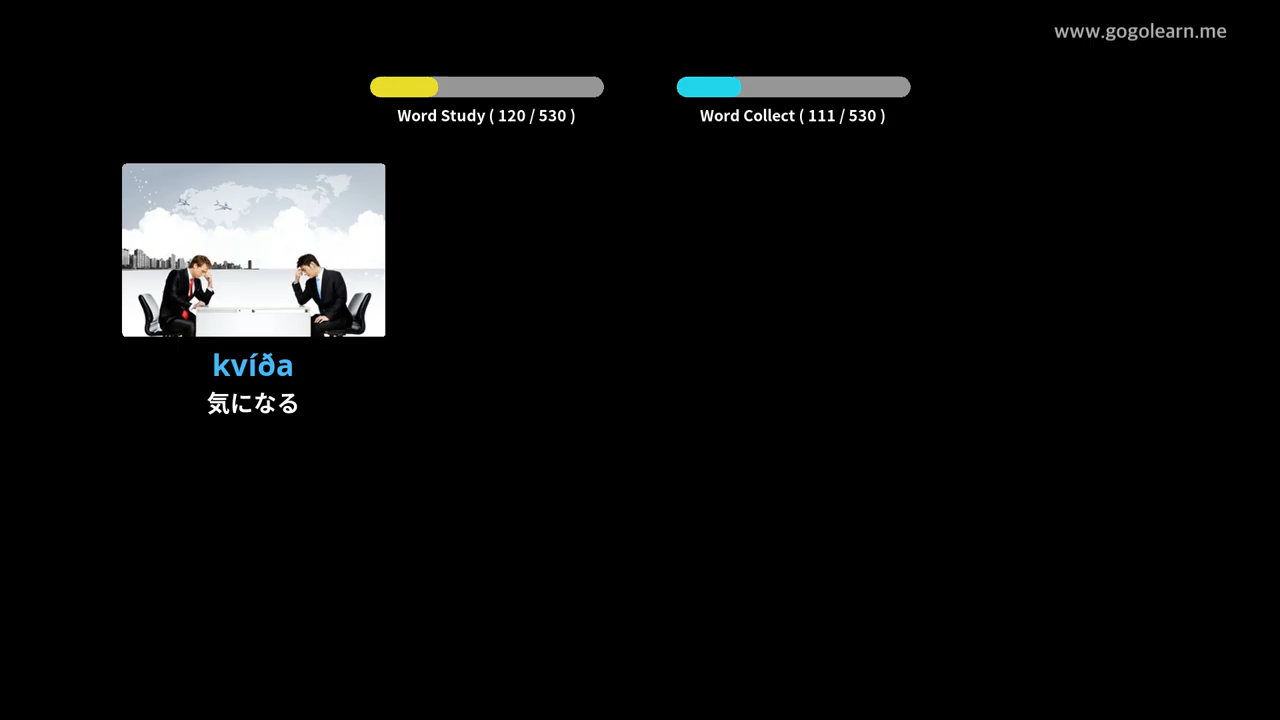 www.gogolearn.me
Word Study ( 120 / 530 )
Word Collect ( 111 / 530 )
kvíða
気になる